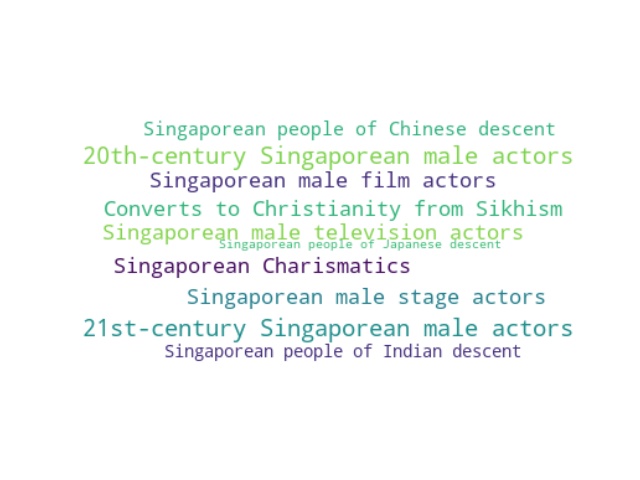 Singaporean people of Chinese descent
20th-century Singaporean male actors
Singaporean male film actors
Converts to Christianity from Sikhism
Singaporean male television actors
Singaporean people of Japanese descent
Singaporean Charismatics
Singaporean male stage actors
21st-century Singaporean male actors
Singaporean people of Indian descent